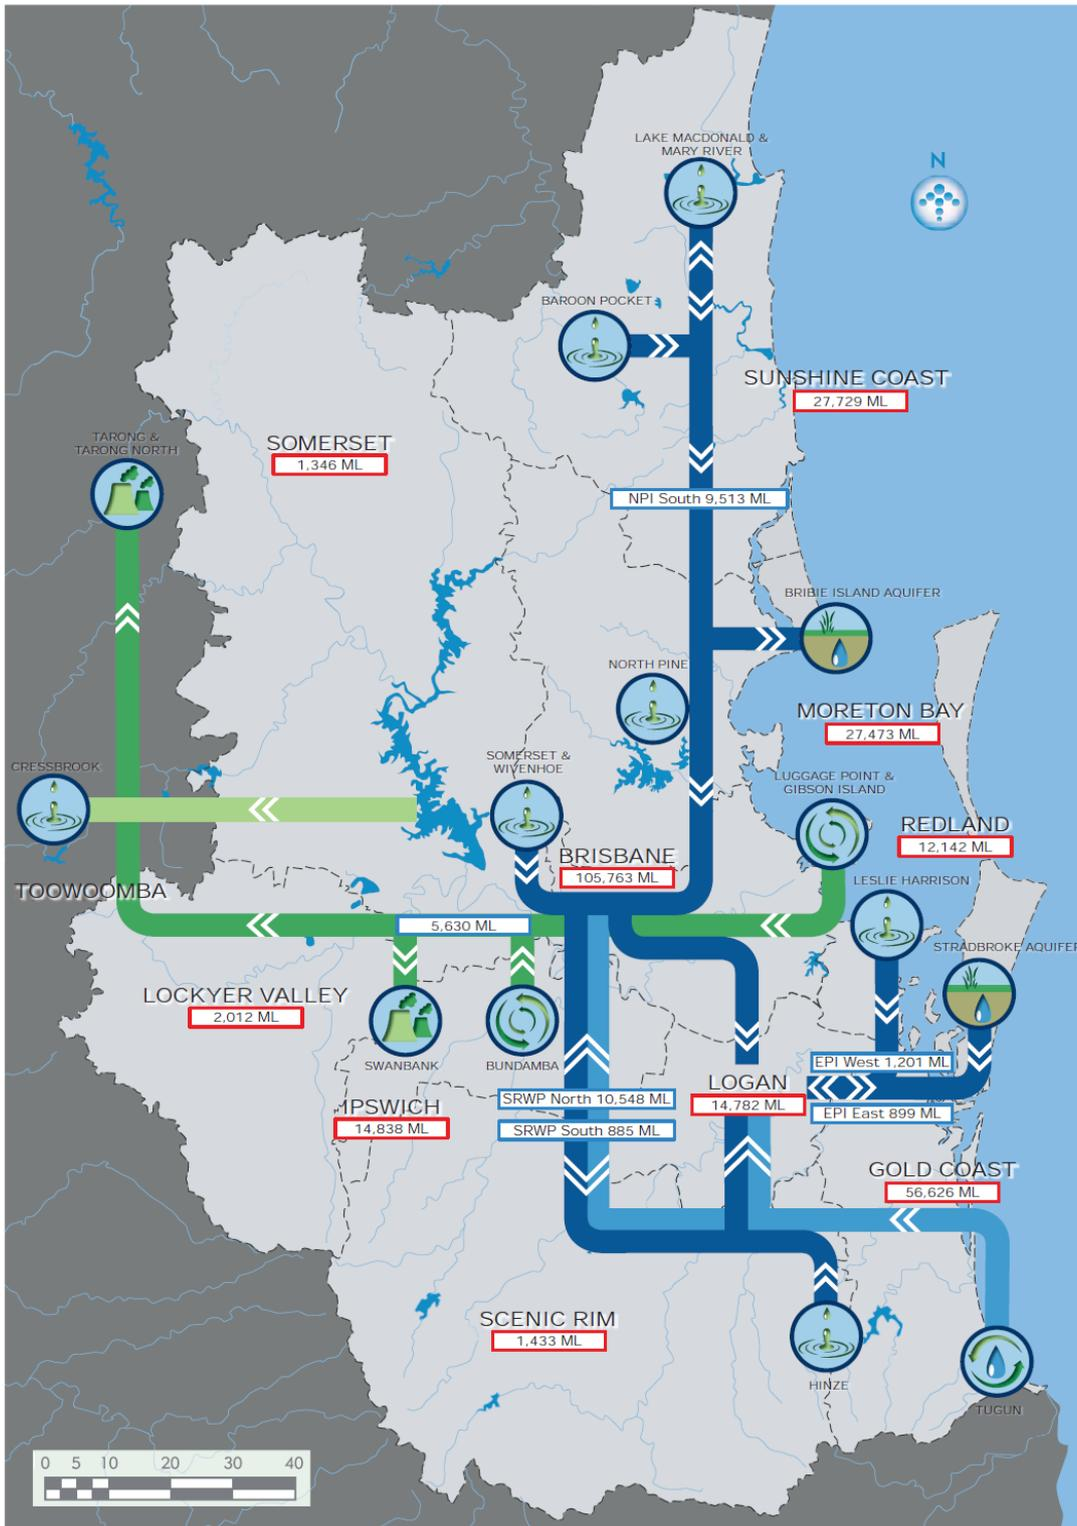 LAKE MACDONALD &
MARY RIVER
N
BAROON POCKET
SUNSHINE COAST
27,729 ML
TARONG &
TARONG NORTH
SOMERSET
1,346 ML
NPI South 9,513 ML
BRIBIE ISLAND AQUIFER
NORTH PINE
MORETON BAY
27,473 ML
CRESSBROOK
SOMERSET &
WIVENHOE
LUGGAGE POINT &
GIBSON ISLAND
REDLAND
12,142 ML
BRISBANE
105,763 ML
TOOWOOMBA
LESLIE HARRISON
5,630 ML
STRADBROKE AQUIFER
LOCKYER VALLEY
2,012 ML
SWANBANK
BUNDAMBA
EPI West 1,201 ML
LOGAN
14,782 ML
SRWP North 10,548 ML
IPSWICH
14,838 ML
EPI East 899 ML
SRWP South 885 ML
GOLD COAST
56,626 ML
SCENIC RIM
1,433 ML
HINZE
TUGUN
0 5 10 20 30 40